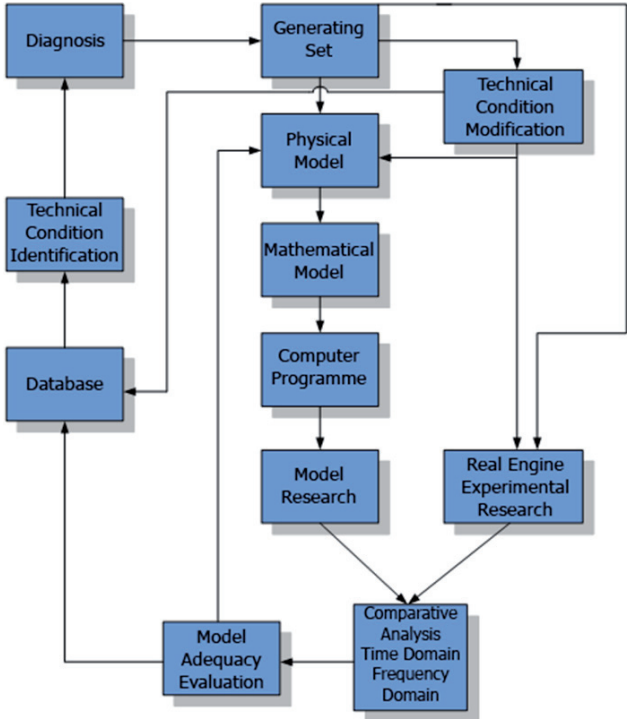 Diagnosis
Generating
Set
Technical
Condition
Modification
Physical
Model
Technical
Condition
Identification
Mathematical
Model
Computer
Programme
Database
Model
Research
Real Engine
Experimental
Research
Comparative
Analysis
Time Domain
Frequency
Domain
Model
Adequacy
Evaluation